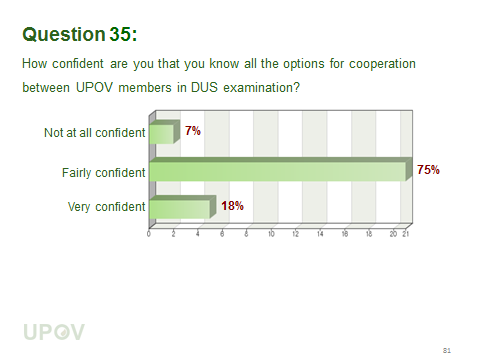 Question 35:
How confident are you that you know all the options for cooperation
between UPOV members in DUS examination?
Not at all confident 7%
Fairly confident 75%
Very confident 18%
0 2 4 6 8 10 12 14 16 18 20 21
UPOV
81